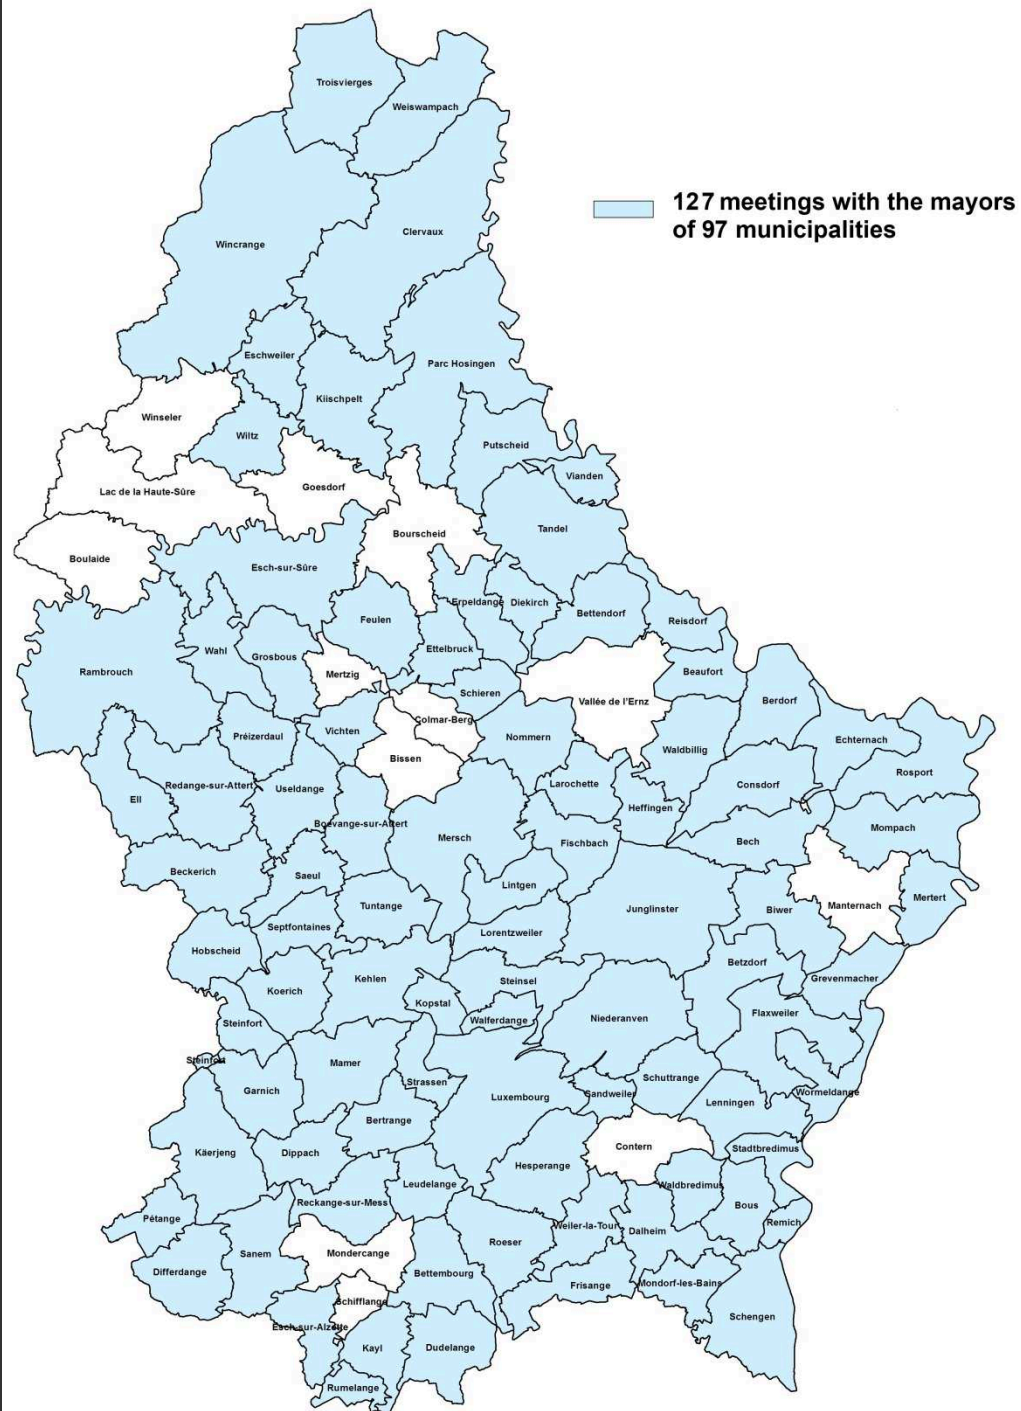 Troisvierges
Weiswampach
127 meetings with the mayors
of 97 municipalities
Clervaux
Wincrange
Eschweiler
Parc Hosingen
Kiischpelt
Winseler
Wiltz
Putscheid
Vianden
Goesdorf
Lac de la Haute-Sûre
Tandel
Bourscheid
Boulaide
Esch-sur-Sûre
Erpeldange
Diekirch
Bettendorf
Feulen
Reisdorf
Wahl
Grosbous
Ettelbruck
Rambrouch
Mertzig
Beaufort
Schieren
Vallée de l'Ernz
Berdorf
Colmar-Berg
Vichten
Préizerdaul
Nommern
Echternach
Waldbillig
Bissen
Rosport
Redange-sur-Attert
Useldange
Larochette
Consdorf
Ell
Heffingen
Boevange-sur-Attert
Mompach
Mersch
Fischbach
Bech
Beckerich
Saeul
Lintgen
Mertert
Tuntange
Manternach
Junglinster
Biwer
Septfontaines
Lorentzweiler
Hobscheid
Betzdorf
Kehlen
Steinsel
Grevenmacher
Koerich
Kopstal
Flaxweiler
Niederanven
Walferdange
Steinfort
Steinfort
Mamer
Schuttrange
Strassen
Garnich
Wormeldange
Sandweiler
Luxembourg
Lenningen
Bertrange
Contern
Stadtbredimus
Käerjeng
Dippach
Hesperange
Leudelange
Waldbredimus
Reckange-sur-Mess
Bous
Pétange
Remich
Weiler-la-Tour
Dalheim
Roeser
Sanem
Mondercange
Differdange
Bettembourg
Frisange
Mondorf-les-Bains
Schifflange
Schengen
Esch-sur-Alzette
Kayl
Dudelange
Rumelange